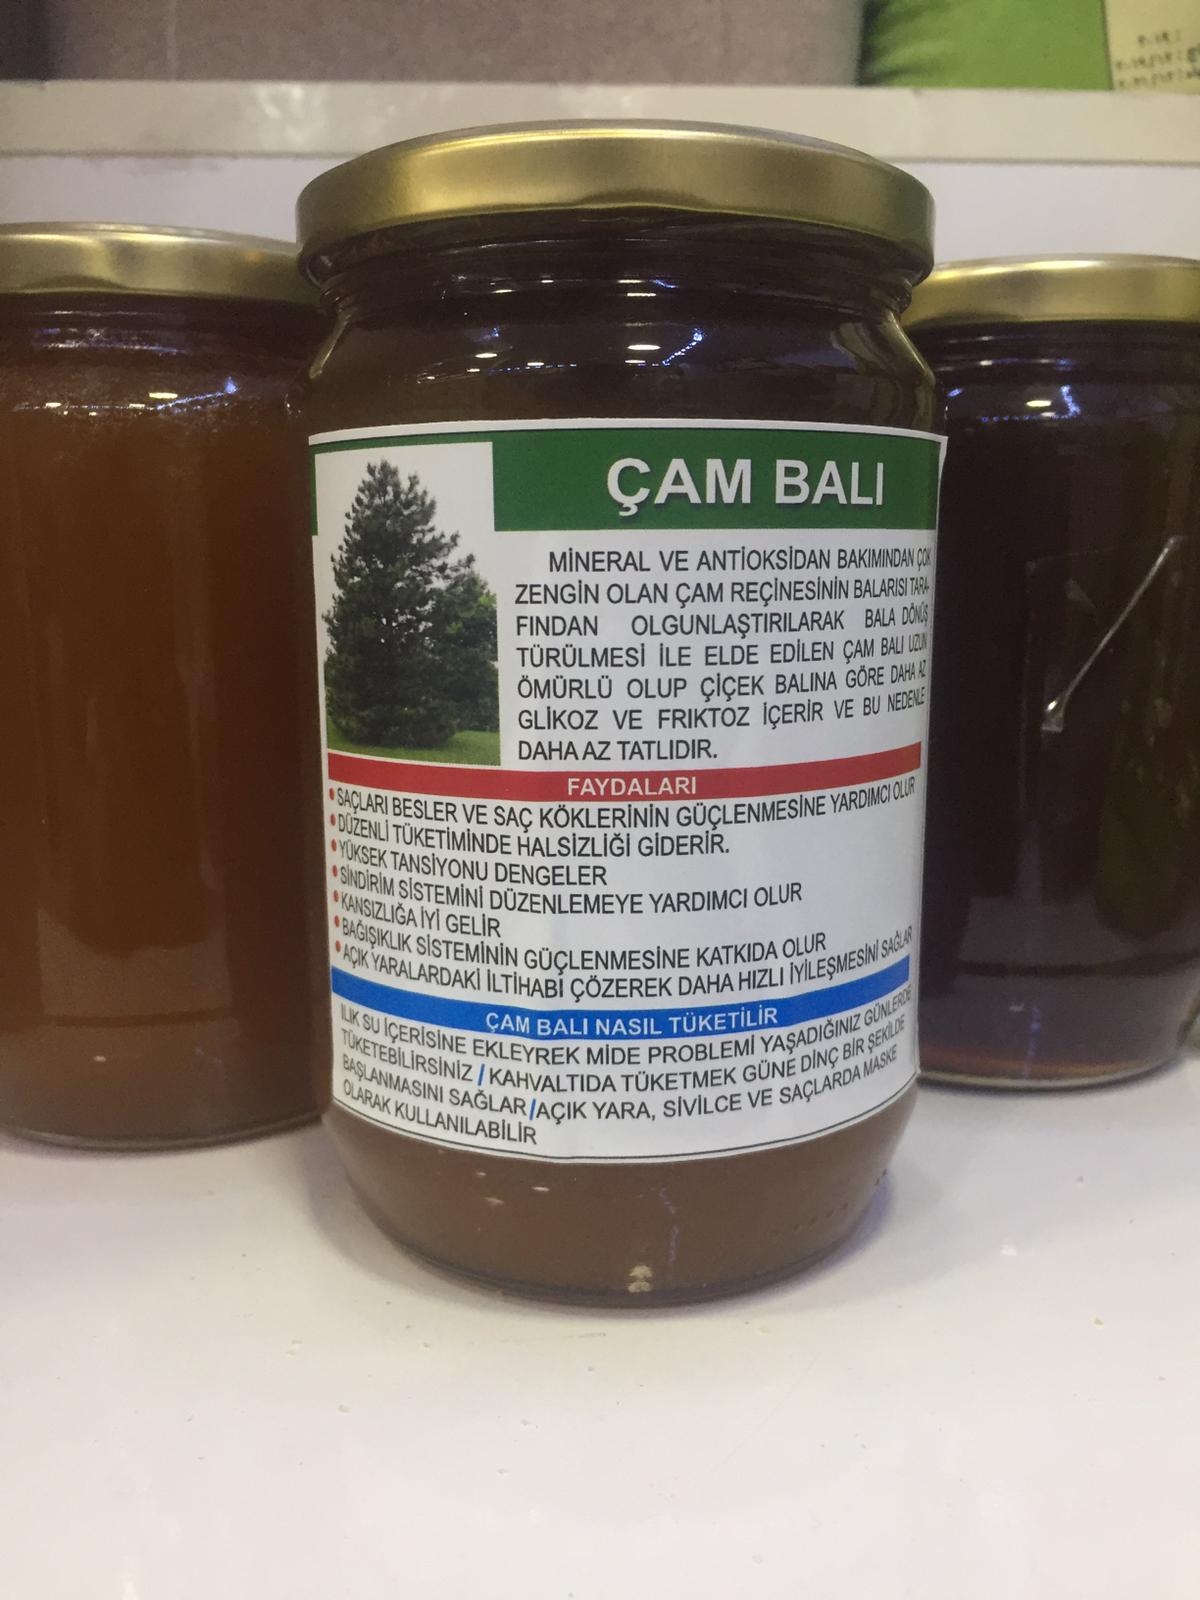 ÇAM BALI
MİNERAL VE ANTİOKSİDAN BAKIMINDAN ÇOK
ZENGİN OLAN ÇAM REÇİNESİNİN BALARISI TARA-
FINDAN OLGUNLAŞTIRILARAK BALA DÖNÜŞ
TÜRÜLMESİ İLE ELDE EDİLEN ÇAM BALI UZUN
ÖMÜRLÜ OLUP ÇİÇEK BALINA GÖRE DAHA AZ
GLİKOZ VE FRİKTOZ İÇERİR VE BU NEDENLE
DAHA AZ TATLIDIR.
FAYDALARI
• SAÇLARI BESLER VE SAÇ KÖKLERİNİN GÜÇLENMESİNE YARDIMCI OLUR
• DÜZENLİ TÜKETİMİNDE HALSİZLİĞİ GİDERİR.
• YÜKSEK TANSİYONU DENGELER
• SİNDİRİM SİSTEMİNİ DÜZENLEMEYE YARDIMCI OLUR
• KANSIZLIĞA İYİ GELİR
• BAĞIŞIKLIK SİSTEMİNİN GÜÇLENMESİNE KATKIDA OLUR
• AÇIK YARALARDAKİ İLTİHABI ÇÖZEREK DAHA HIZLI İYİLEŞMESİNİ SAĞLAR
ÇAM BALI NASIL TÜKETİLİR
ILIK SU İÇERİSİNE EKLEYREK MİDE PROBLEMİ YAŞADIĞINIZ GÜNLERDE
TÜKETEBİLİRSİNİZ / KAHVALTIDA TÜKETMEK GÜNE DİNÇ BİR ŞEKİLDE
BAŞLANMASINI SAĞLAR/AÇIK YARA, SİVİLCE VE SAÇLARDA MASKE
OLARAK KULLANILABİLİR